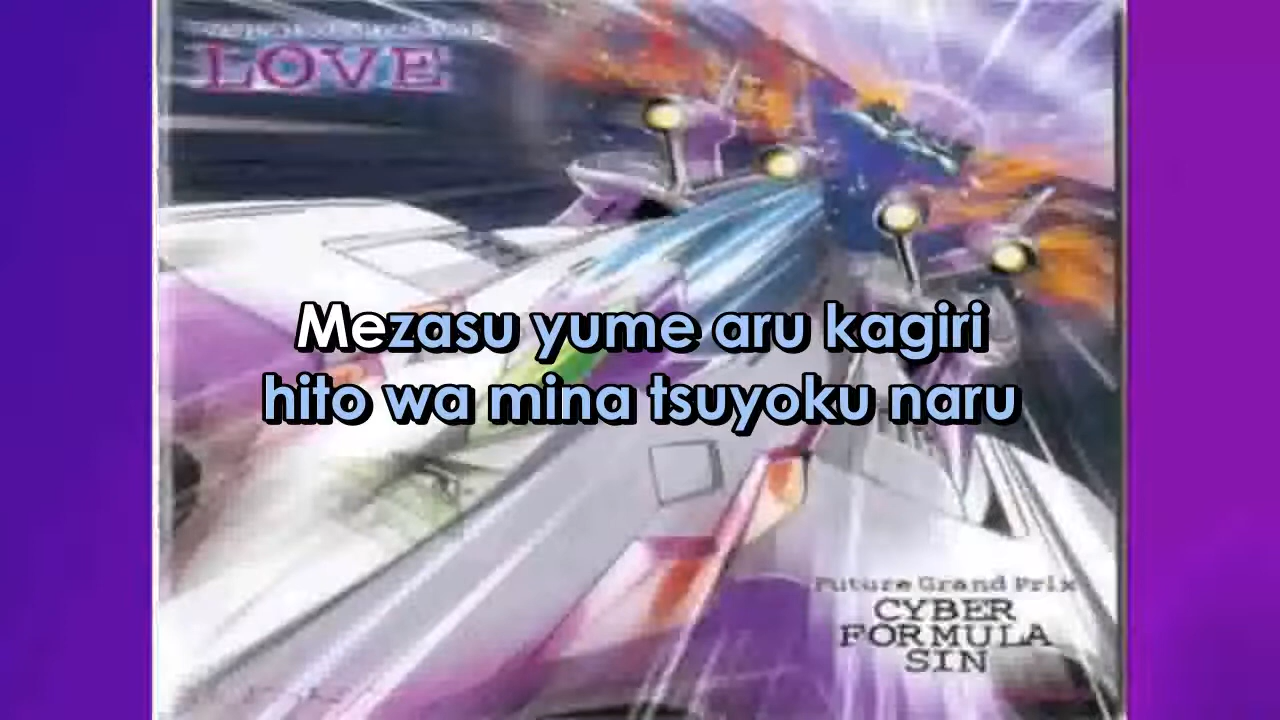 LOVE
Mezasu yume aru kagiri
hito wa mina tsuyoku naru
Future Grand Prix
CYBER
FORMULA
SIN